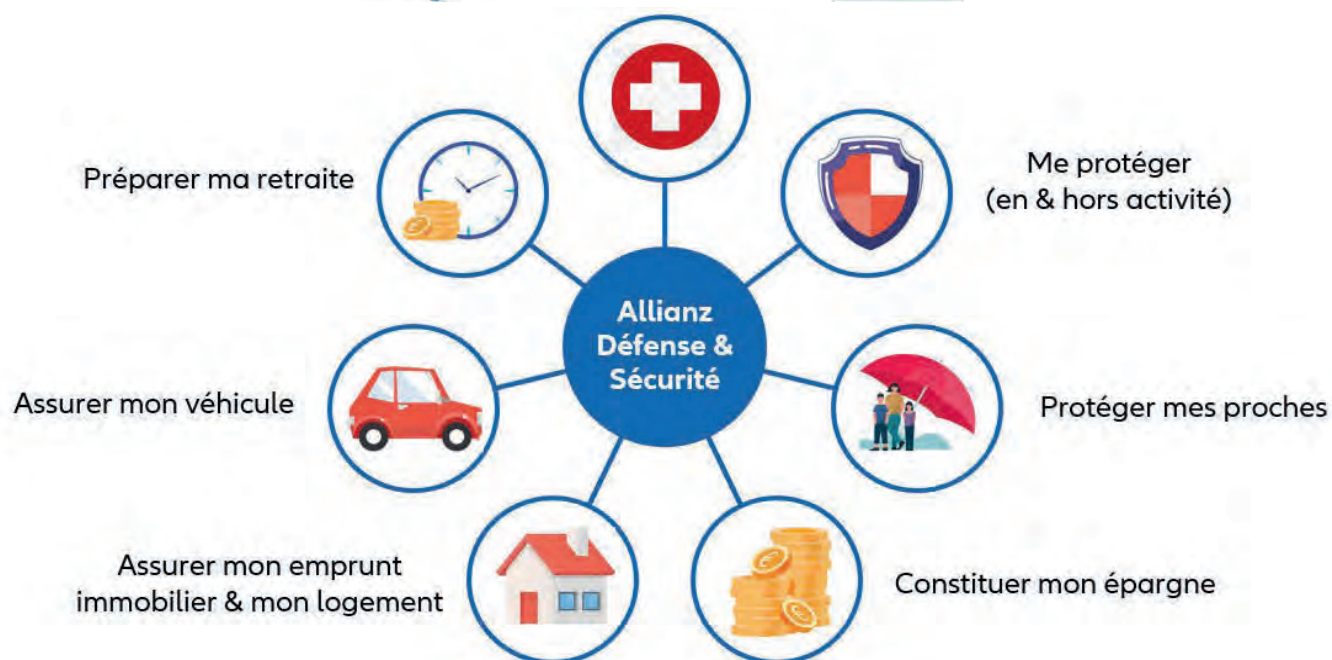 Préparer ma retraite
Me protéger
(en & hors activité)
Allianz
Défense &
Sécurité
Assurer mon véhicule
Protéger mes proches
Assurer mon emprunt
immobilier & mon logement
Constituer mon épargne